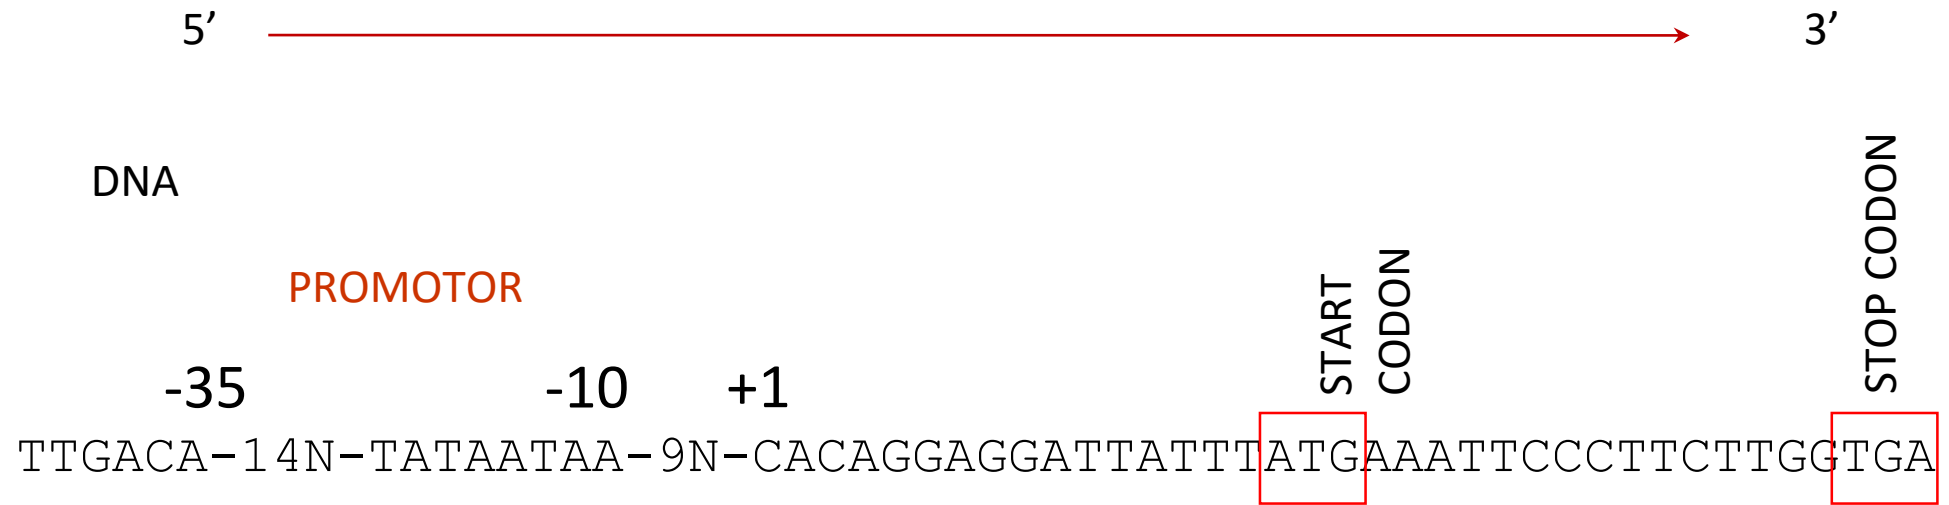 5’ 3’
DNA
PROMOTOR
START
CODON
STOP CODON
-35 -10 +1
TTGACA-14N-TATAATAA-9N-CACAGGAGGATTATTTATGAAATTCCCTTCTTGGTGA